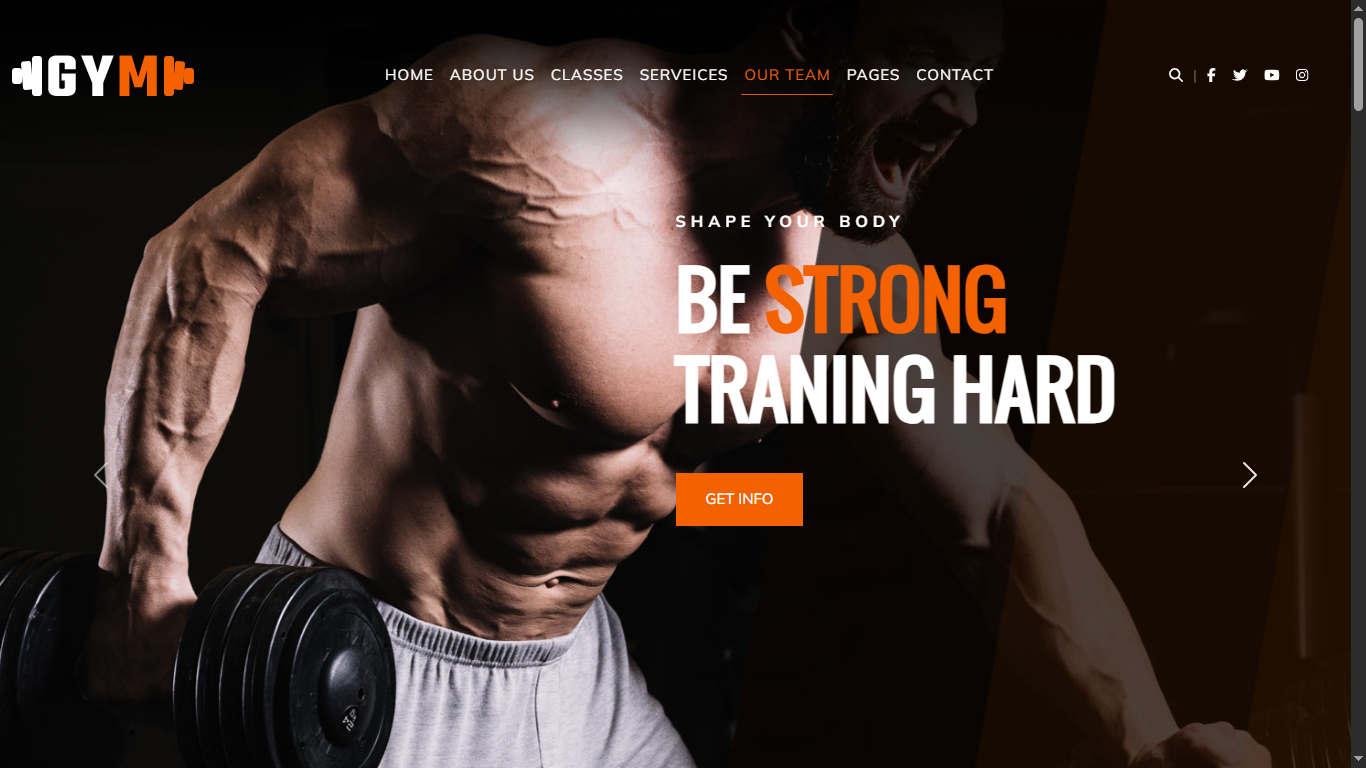 GYM
HOME ABOUT US CLASSES SERVEICES OUR TEAM PAGES CONTACT
SHAPE YOUR BODY
BE STRONG
TRANING HARD
GET INFO